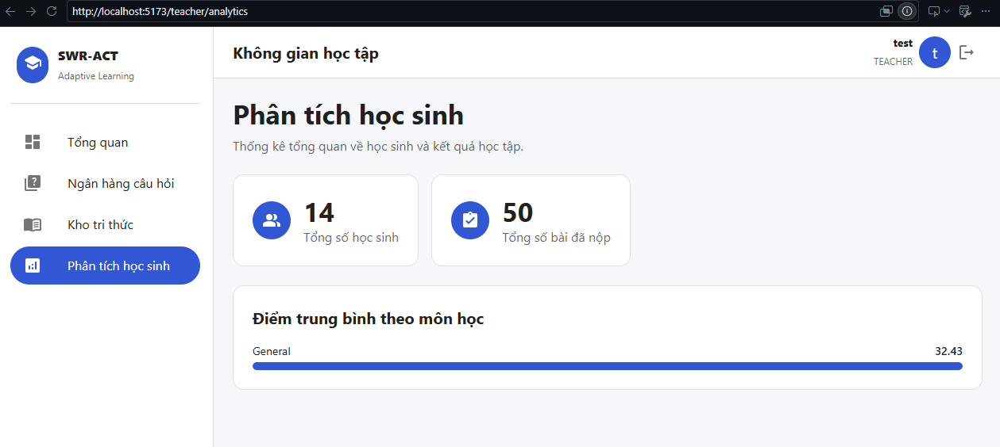 http://localhost:5173/teacher/analytics
SWR-ACT
Adaptive Learning
Không gian học tập
test
TEACHER
t
Tổng quan
Ngân hàng câu hỏi
Kho tri thức
Phân tích học sinh
Phân tích học sinh
Thống kê tổng quan về học sinh và kết quả học tập.
14
Tổng số học sinh
50
Tổng số bài đã nộp
Điểm trung bình theo môn học
General 32.43